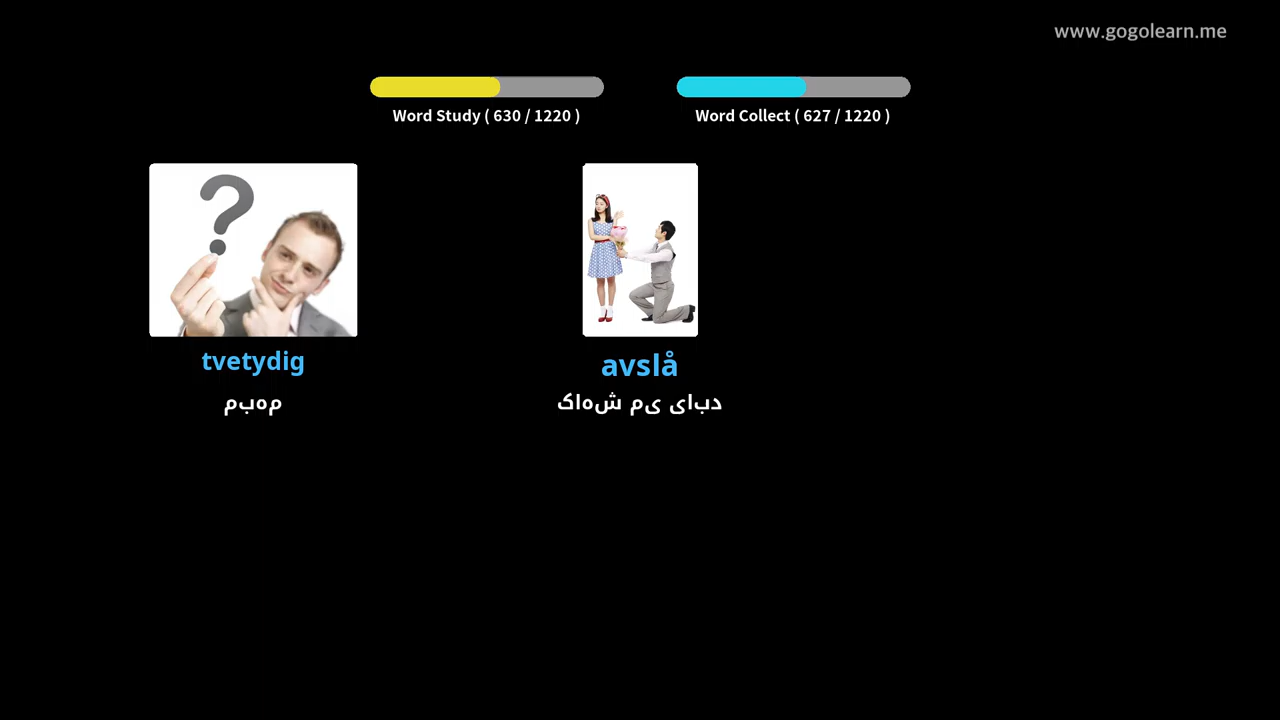 www.gogolearn.me
Word Study ( 630 / 1220 )
Word Collect ( 627 / 1220 )
tvetydig
مبهم
avslå
کاهش می یابد